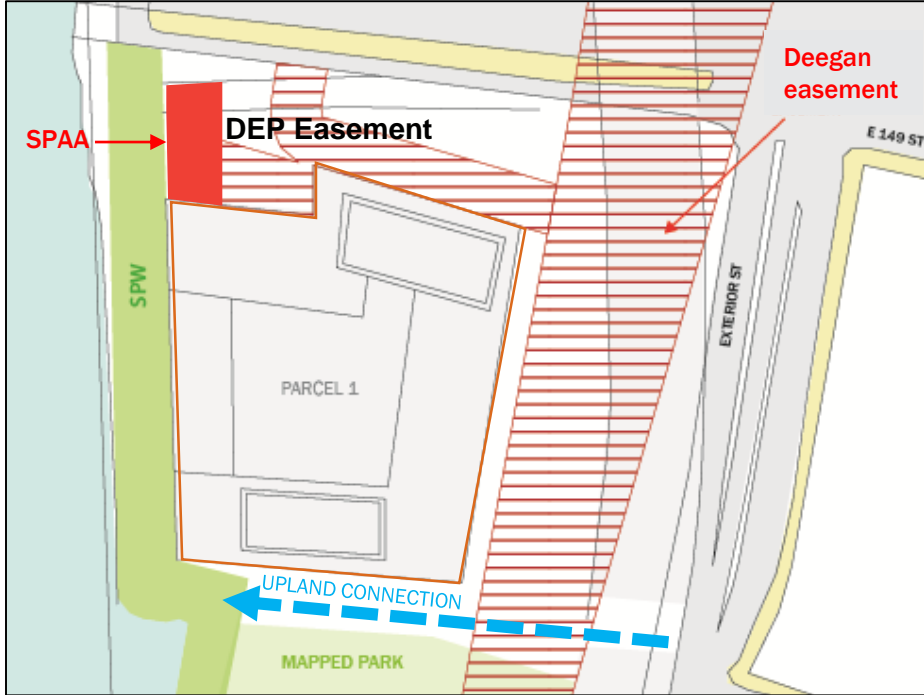 Deegan
easement
E 149 ST
SPAA
DEP Easement
SPW
EXTERIOR ST
PARCEL 1
UPLAND CONNECTION
MAPPED PARK